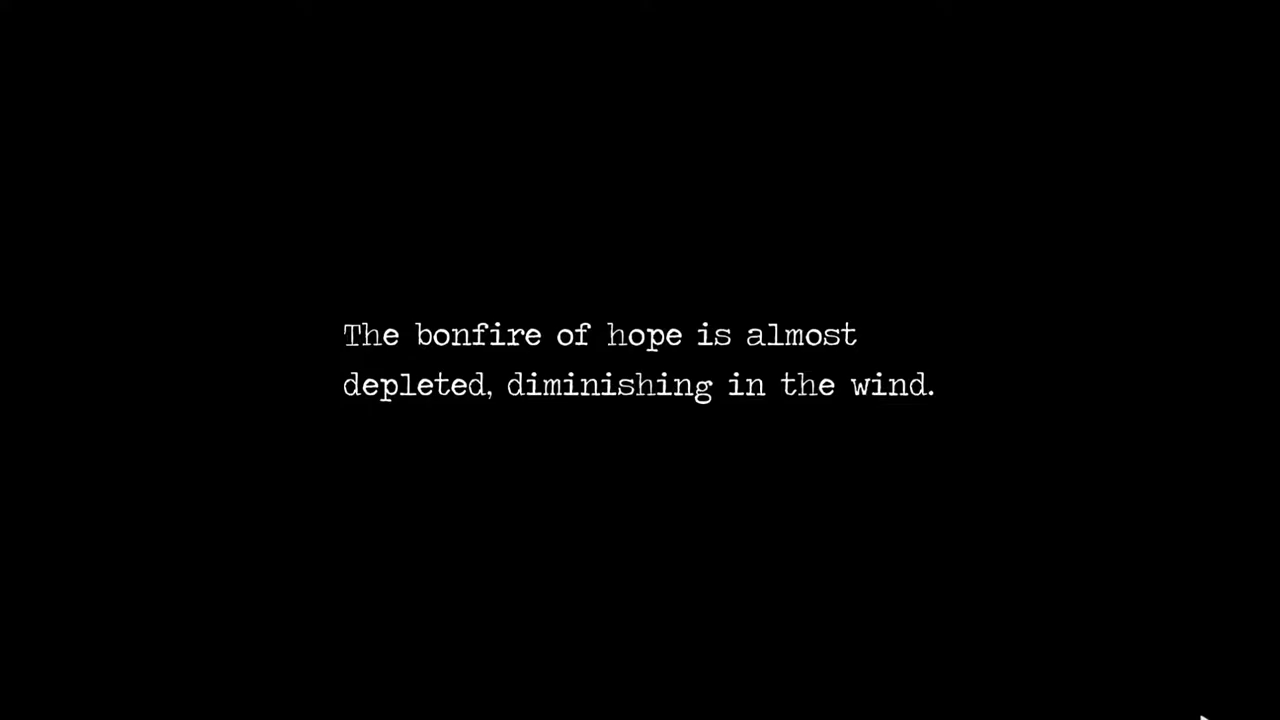 The bonfire of hope is almost
depleted, diminishing in the wind.